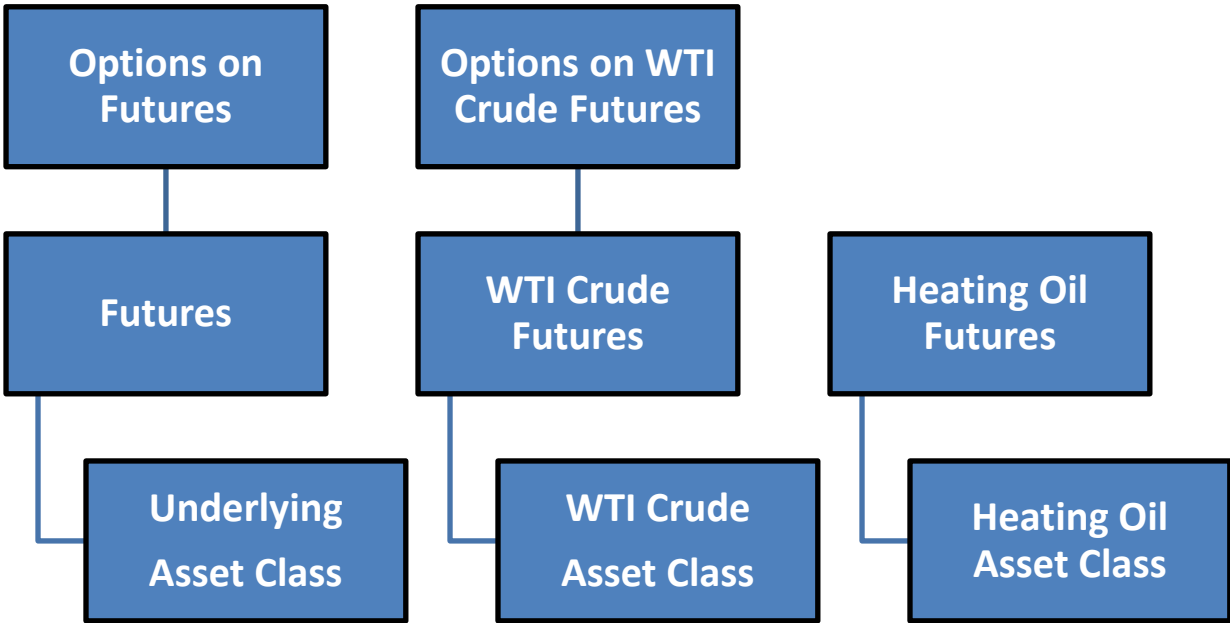 Options on
Futures
Options on WTI
Crude Futures
Futures
WTI Crude
Futures
Heating Oil
Futures
Underlying
Asset Class
WTI Crude
Asset Class
Heating Oil
Asset Class